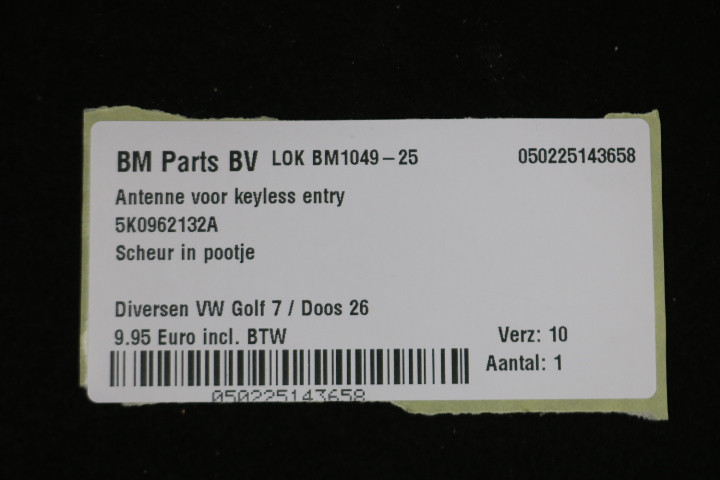 BM Parts BV LOK BM1049-25 050225143658
Antenne voor keyless entry
5K0962132A
Scheur in pootje
Diversen VW Golf 7 / Doos 26
9.95 Euro incl. BTW Verz: 10
Aantal: 1
050225143658